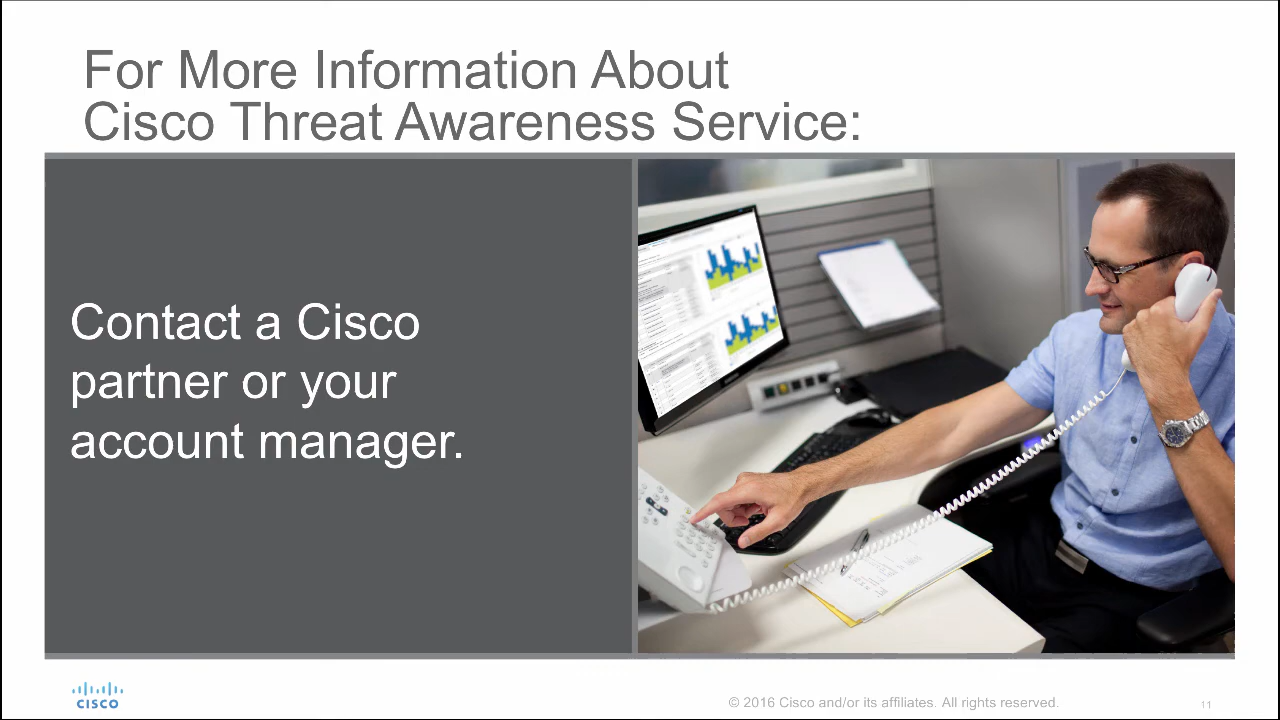 For More Information About
Cisco Threat Awareness Service:
Contact a Cisco
partner or your
account manager.
CISCO
© 2016 Cisco and/or its affiliates. All rights reserved.
11